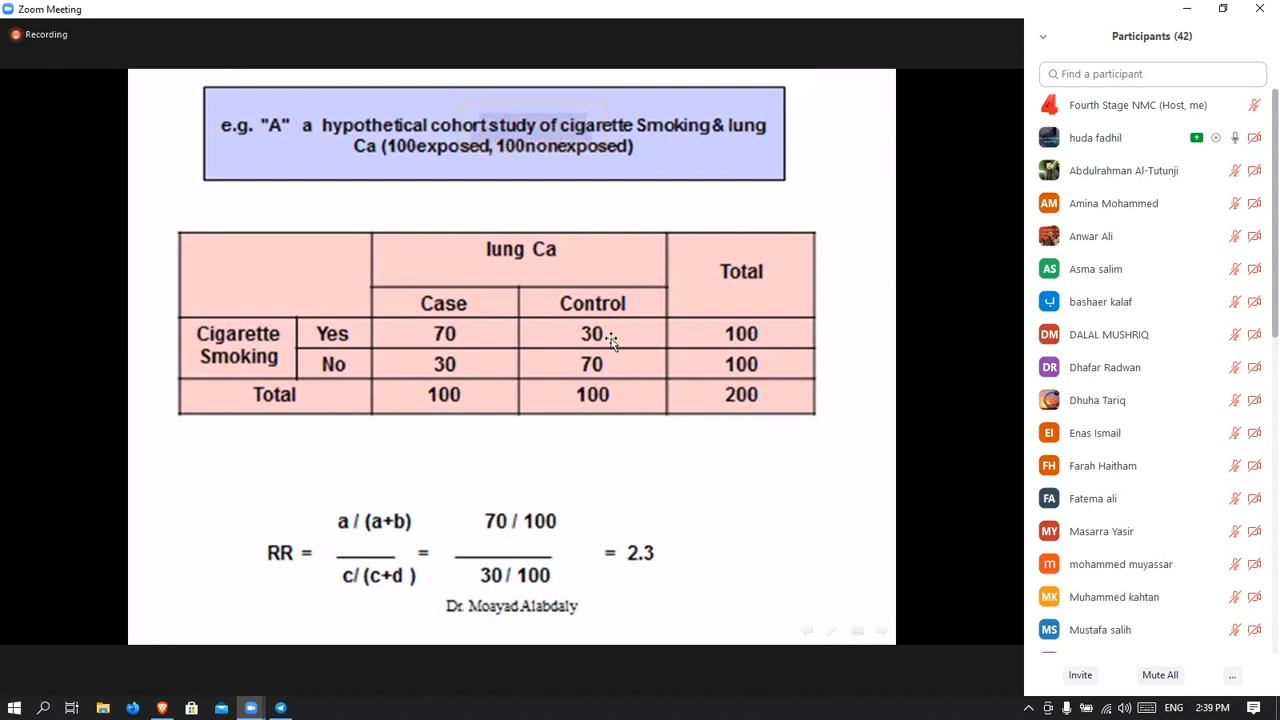 Zoom Meeting
Recording
e.g. "A" a hypothetical cohort study of cigarette Smoking& lung
Ca (100exposed, 100nonexposed)
lung Ca
Total
Case
Control
Cigarette
Smoking
Yes
70
30
100
No
30
70
100
Total
100
100
200
a / (a+b)
70 / 100
RR =
=
= 2.3
c/ (c+d )
30 / 100
Dr. Moayad Alabdaly
Participants (42)
Find a participant
4
Fourth Stage NMC (Host, me)
huda fadhil
Abdulrahman Al-Tutunji
AM
Amina Mohammed
Anwar Ali
AS
Asma salim
ب
bashaer kalaf
DM
DALAL MUSHRIQ
DR
Dhafar Radwan
Dhuha Tariq
EI
Enas Ismail
FH
Farah Haitham
FA
Fatema ali
MY
Masarra Yasir
m
mohammed muyassar
MK
Muhammed kahtan
MS
Mustafa salih
Invite
Mute All
...
ENG
2:39 PM